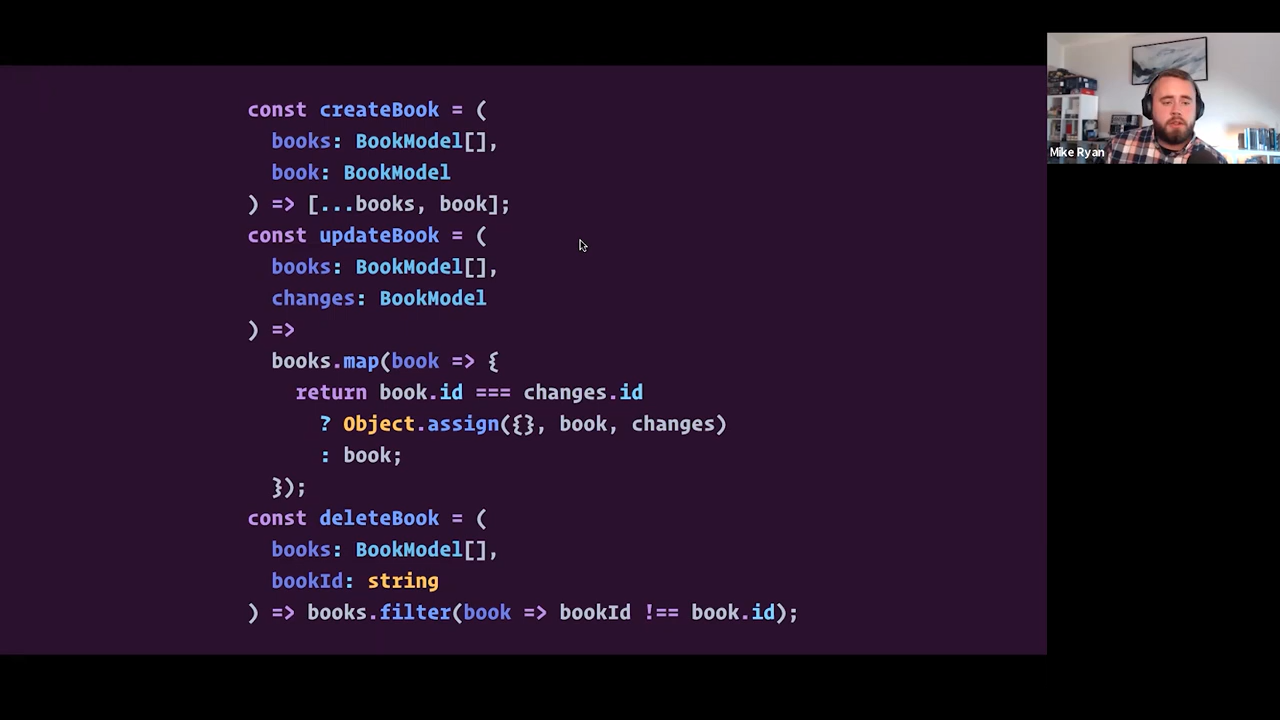 const createBook = (
  books: BookModel[],
  book: BookModel
) => [...books, book];
const updateBook = (
  books: BookModel[],
  changes: BookModel
) =>
  books.map(book => {
    return book.id === changes.id
      ? Object.assign({}, book, changes)
      : book;
  });
const deleteBook = (
  books: BookModel[],
  bookId: string
) => books.filter(book => bookId !== book.id);
Mike Ryan